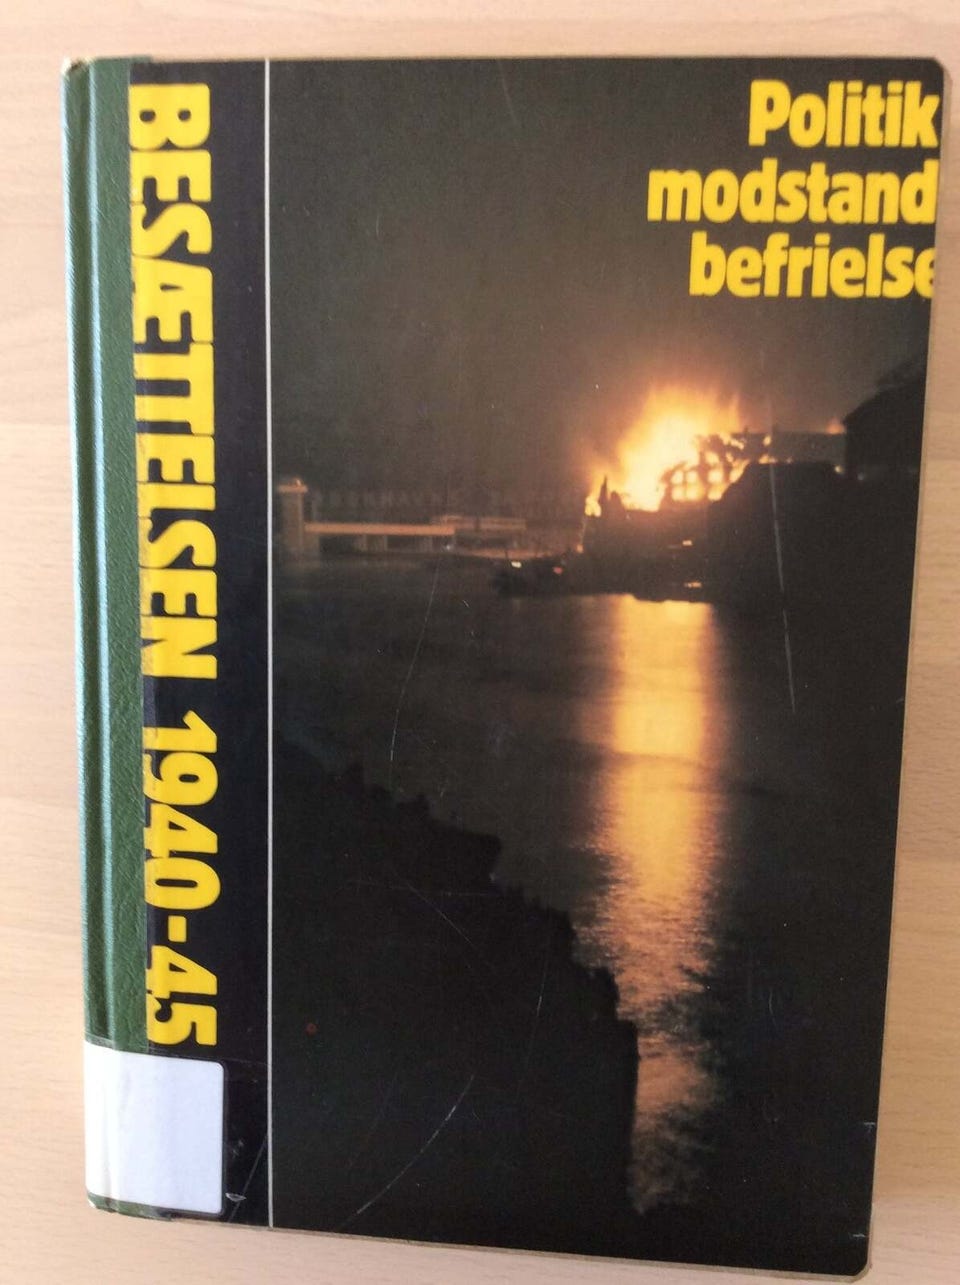 BESÆTTELSEN 1940-45
Politik
modstand
befrielse